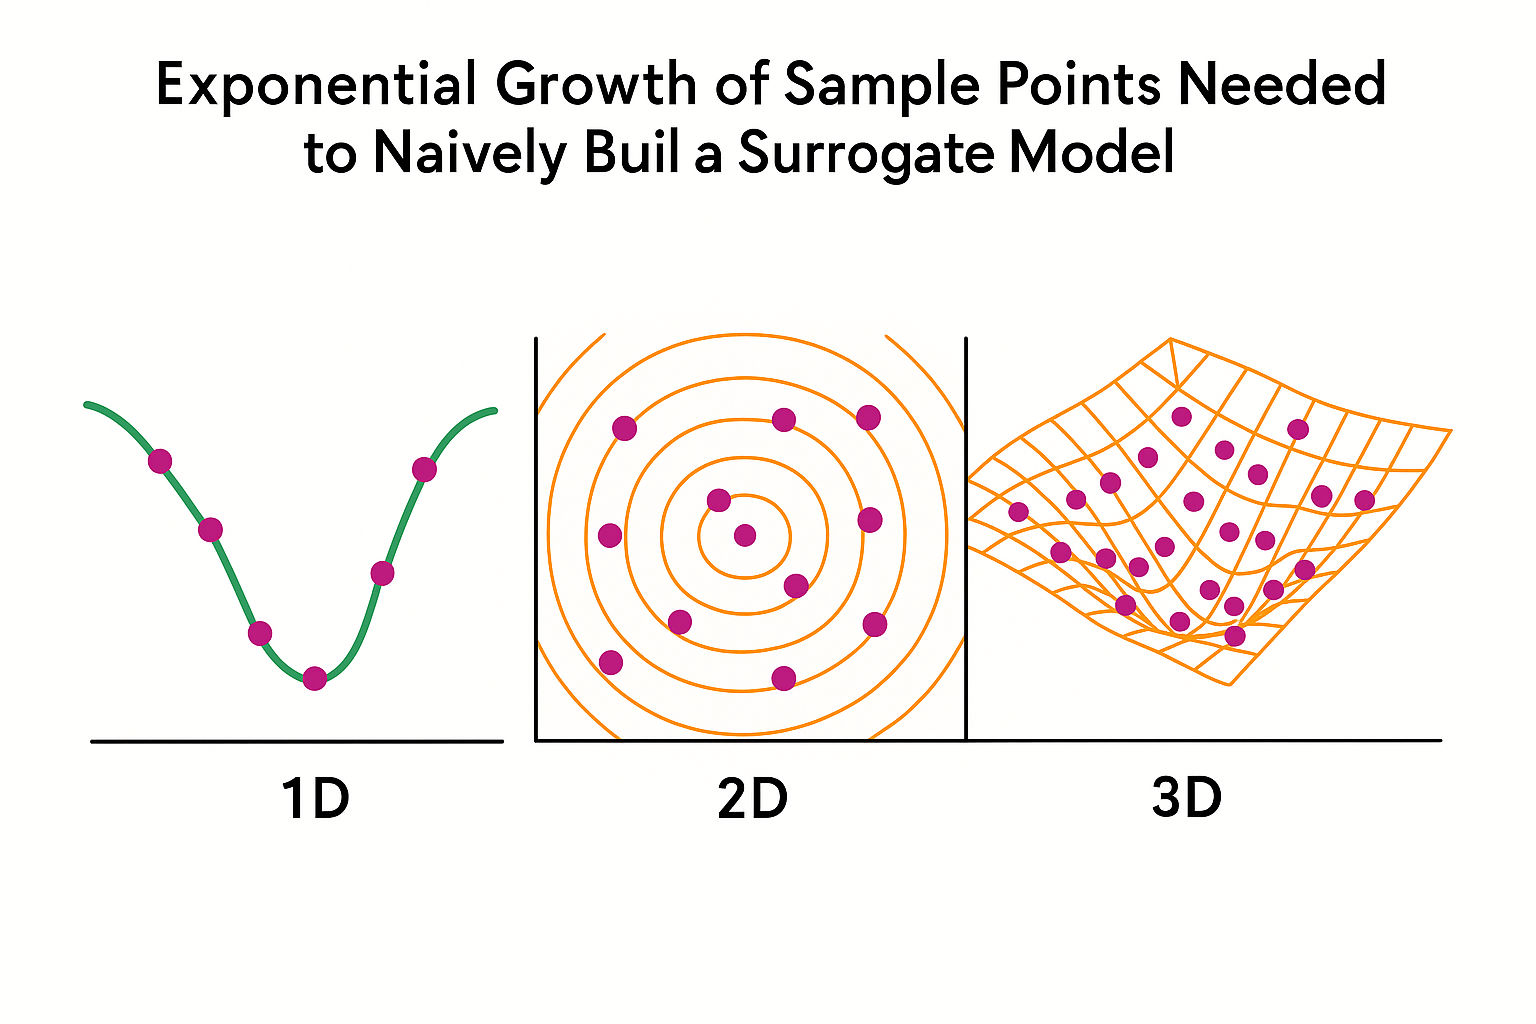 Exponential Growth of Sample Points Needed
to Naively Buil a Surrogate Model
1D
2D
3D